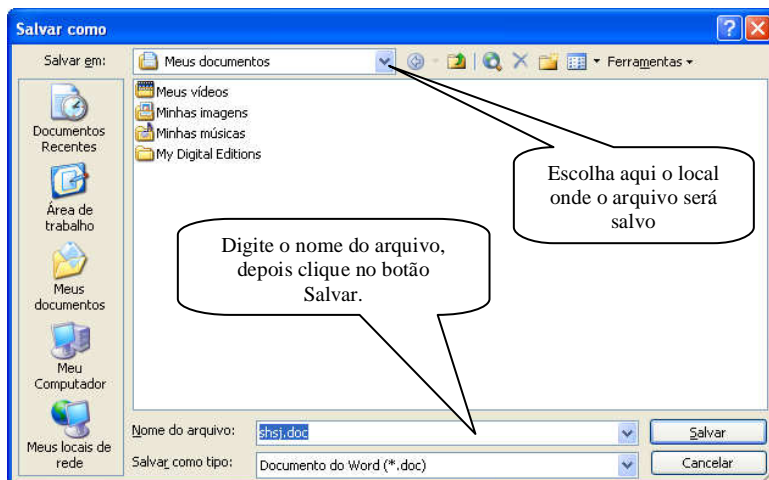 Salvar como
Salvar em:
Meus documentos
Ferramentas
Meus vídeos
Minhas imagens
Minhas músicas
My Digital Editions
Documentos
Recentes
Área de
trabalho
Meus
documentos
Meu
Computador
Meus locais de
rede
Escolha aqui o local
onde o arquivo será
salvo
Digite o nome do arquivo,
depois clique no botão
Salvar.
Nome do arquivo:
shsj.doc
Salvar
Salvar como tipo:
Documento do Word (*.doc)
Cancelar